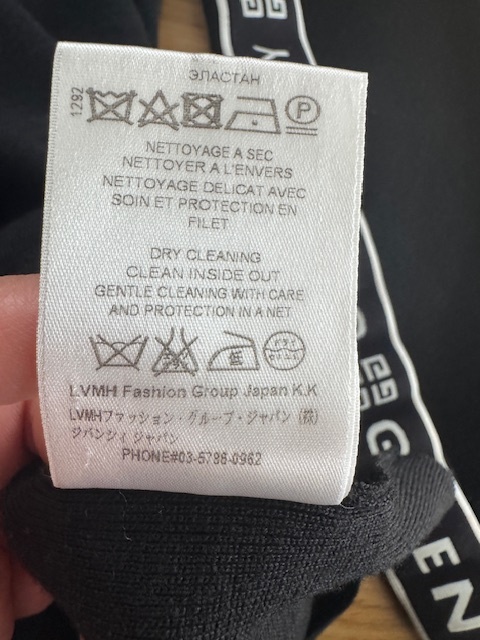 ЭЛАСТАН
1292
P
NETTOYAGE A SEC
NETTOYER A L'ENVERS
NETTOYAGE DELICAT AVEC
SOIN ET PROTECTION EN
FILET
DRY CLEANING
CLEAN INSIDE OUT
GENTLE CLEANING WITH CARE
AND PROTECTION IN A NET
LVMH Fashion Group Japan K.K
LVMHファッション・グループ・ジャパン (株)
ジバンシィ ジャパン
PHONE#03-5786-0962
Y
G
EN